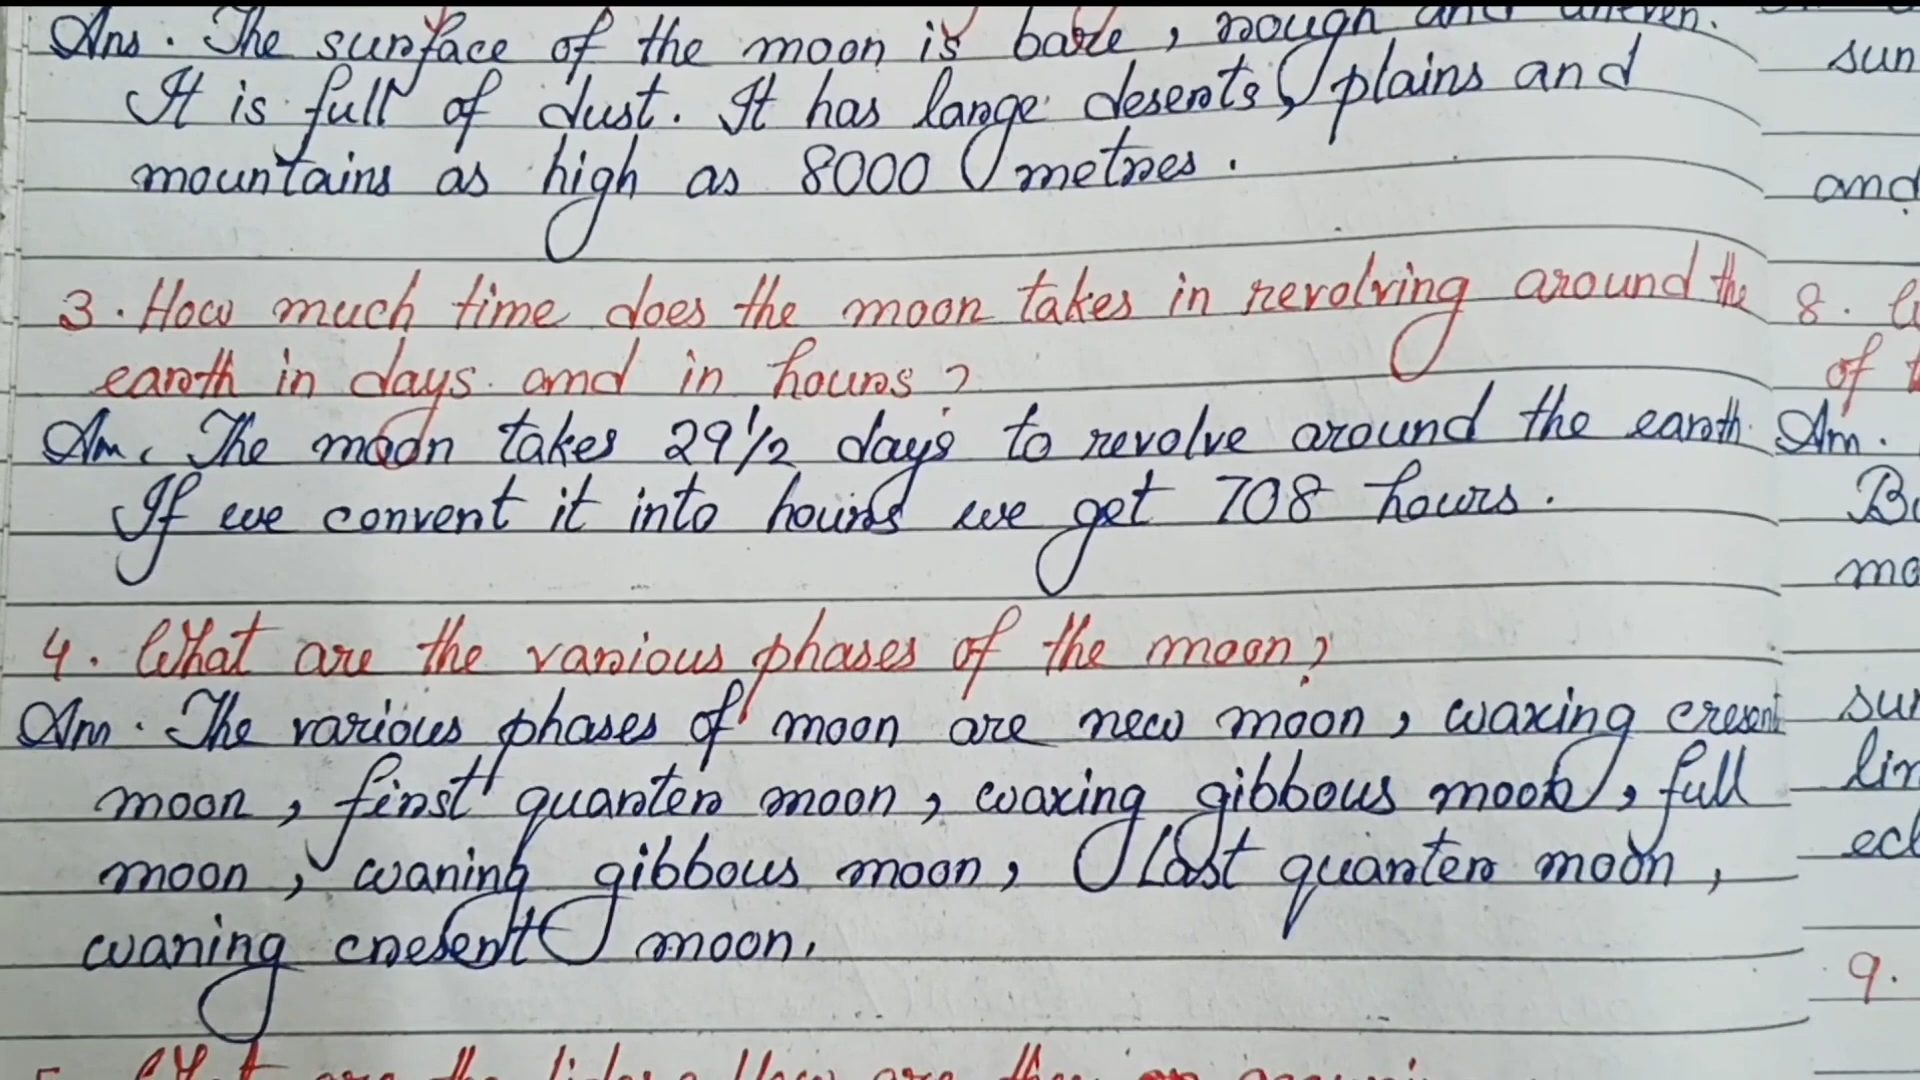 Ans. The surface of the moon is bare, rough and uneven.
It is full of dust. It has large deserts, plains and
mountains as high as 8000 metres.
3. How much time does the moon takes in revolving around the
earth in days and in hours?
Ans. The moon takes 29 1/2 days to revolve around the earth.
If we convert it into hours we get 708 hours.
4. What are the various phases of the moon?
Ans. The various phases of moon are new moon, waxing cresent
moon, first quarter moon, waxing gibbous moon, full
moon, waning gibbous moon, last quarter moon,
waning cresent moon.
sun
and
8.
of
Ans.
9.